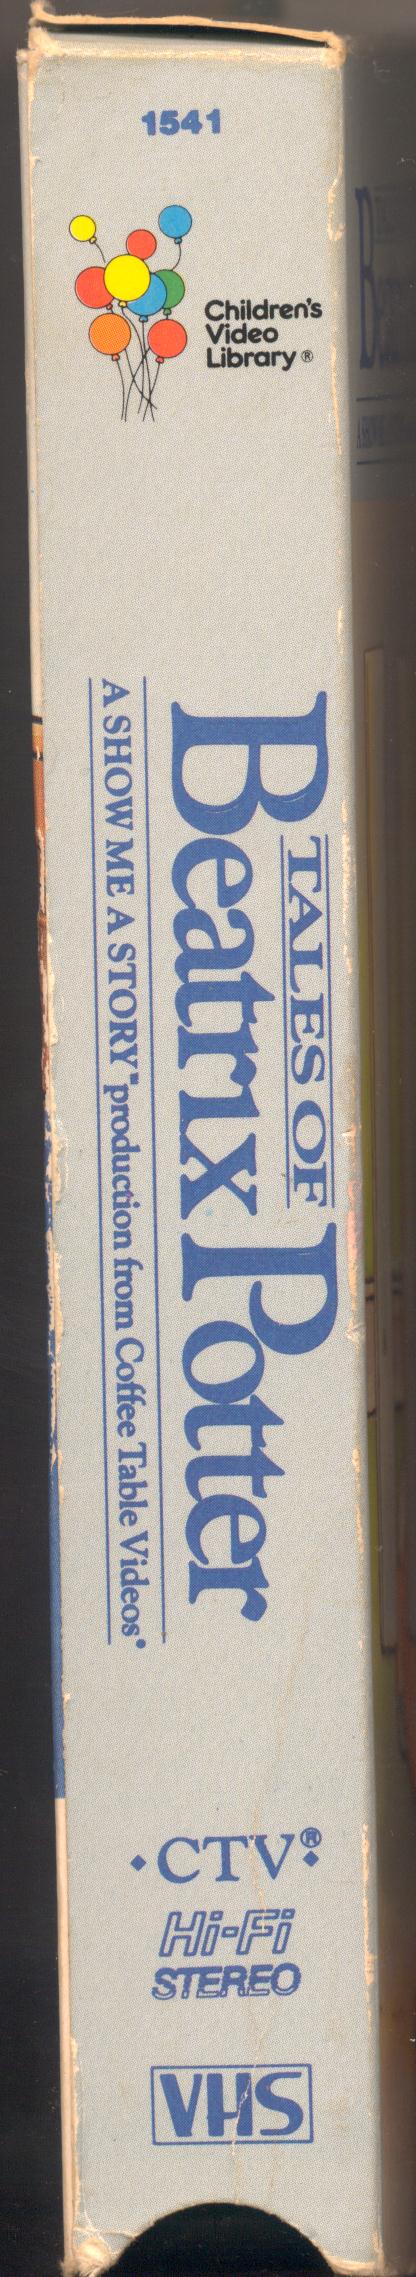 1541
Children's
Video
Library®
TALES OF
Beatrix Potter
A SHOW ME A STORY™ production from Coffee Table Videos®
•CTV•®
Hi-Fi
STEREO
VHS